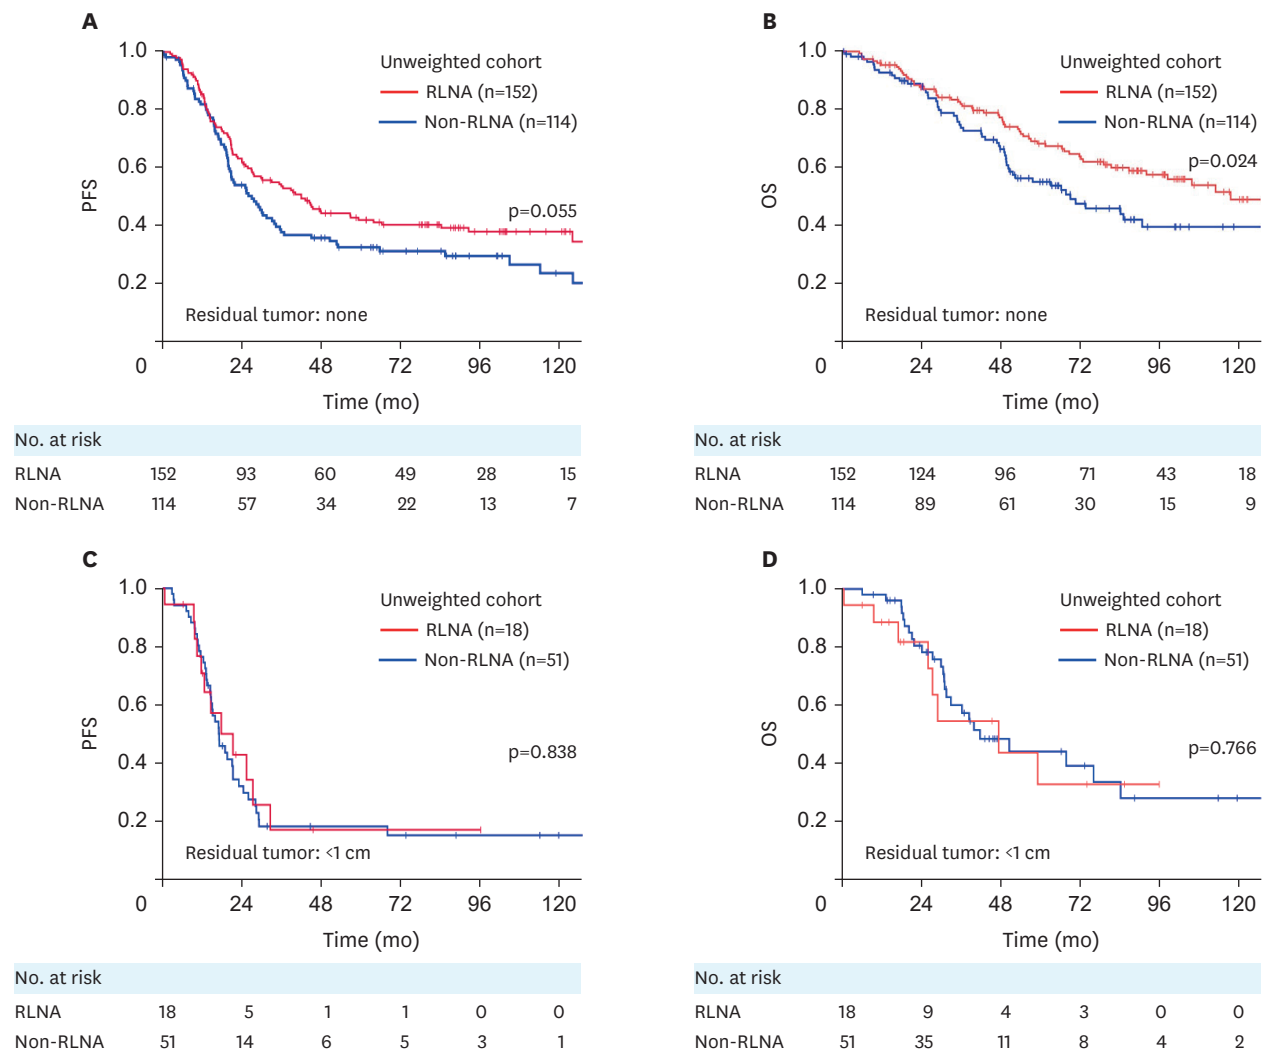 A
1.0
0.8
0.6
0.4
0.2
PFS
Unweighted cohort
RLNA (n=152)
Non-RLNA (n=114)
p=0.055
Residual tumor: none
0 24 48 72 96 120
Time (mo)
No. at risk
RLNA 152 93 60 49 28 15
Non-RLNA 114 57 34 22 13 7
B
1.0
0.8
0.6
0.4
0.2
OS
Unweighted cohort
RLNA (n=152)
Non-RLNA (n=114)
p=0.024
Residual tumor: none
0 24 48 72 96 120
Time (mo)
No. at risk
RLNA 152 124 96 71 43 18
Non-RLNA 114 89 61 30 15 9
C
1.0
0.8
0.6
0.4
0.2
PFS
Unweighted cohort
RLNA (n=18)
Non-RLNA (n=51)
p=0.838
Residual tumor: <1 cm
0 24 48 72 96 120
Time (mo)
No. at risk
RLNA 18 5 1 1 0 0
Non-RLNA 51 14 6 5 3 1
D
1.0
0.8
0.6
0.4
0.2
OS
Unweighted cohort
RLNA (n=18)
Non-RLNA (n=51)
p=0.766
Residual tumor: <1 cm
0 24 48 72 96 120
Time (mo)
No. at risk
RLNA 18 9 4 3 0 0
Non-RLNA 51 35 11 8 4 2